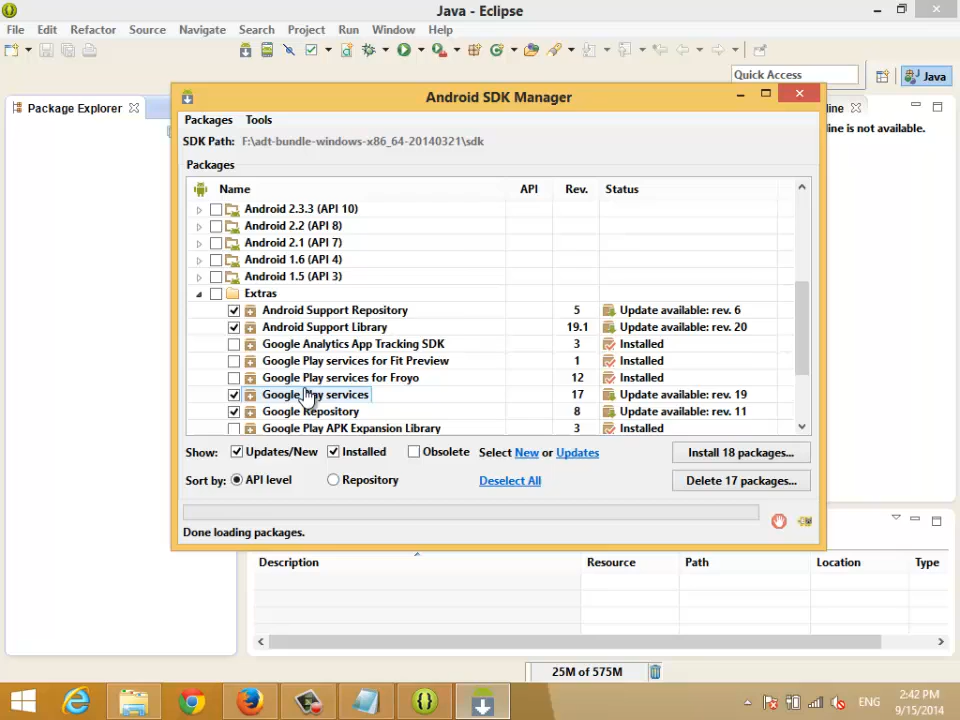 Java - Eclipse
File Edit Refactor Source Navigate Search Project Run Window Help
Quick Access
Java
Package Explorer
line
line is not available.
Android SDK Manager
Packages Tools
SDK Path: F:\adt-bundle-windows-x86_64-20140321\sdk
Packages
Name API Rev. Status
Android 2.3.3 (API 10)
Android 2.2 (API 8)
Android 2.1 (API 7)
Android 1.6 (API 4)
Android 1.5 (API 3)
Extras
Android Support Repository 5 Update available: rev. 6
Android Support Library 19.1 Update available: rev. 20
Google Analytics App Tracking SDK 3 Installed
Google Play services for Fit Preview 1 Installed
Google Play services for Froyo 12 Installed
Google Play services 17 Update available: rev. 19
Google Repository 8 Update available: rev. 11
Google Play APK Expansion Library 3 Installed
Show: Updates/New Installed Obsolete Select New or Updates Install 18 packages...
Sort by: API level Repository Deselect All Delete 17 packages...
Done loading packages.
Description Resource Path Location Type
25M of 575M
ENG
2:42 PM
9/15/2014